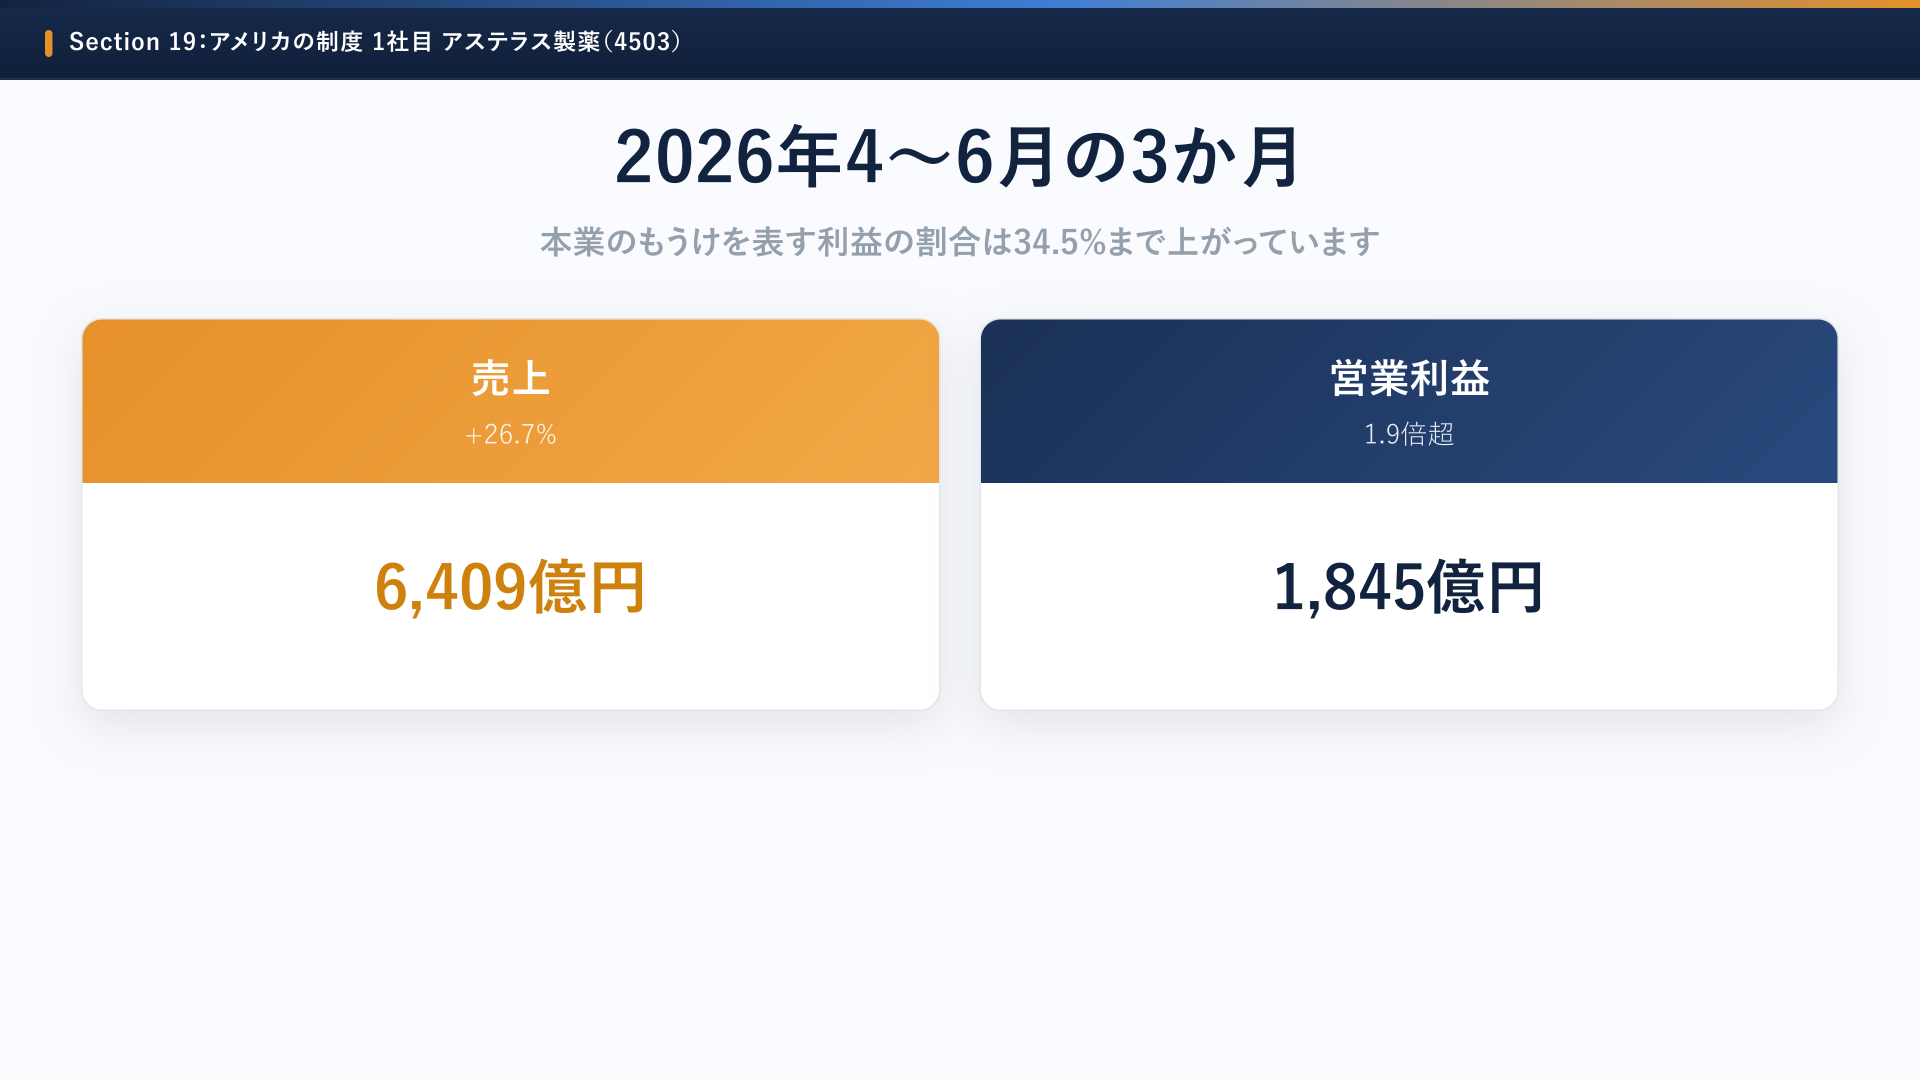 Section 19：アメリカの制度 1社目 アステラス製薬（4503）
2026年4〜6月の3か月
本業のもうけを表す利益の割合は34.5%まで上がっています
売上
+26.7%
6,409億円
営業利益
1.9倍超
1,845億円